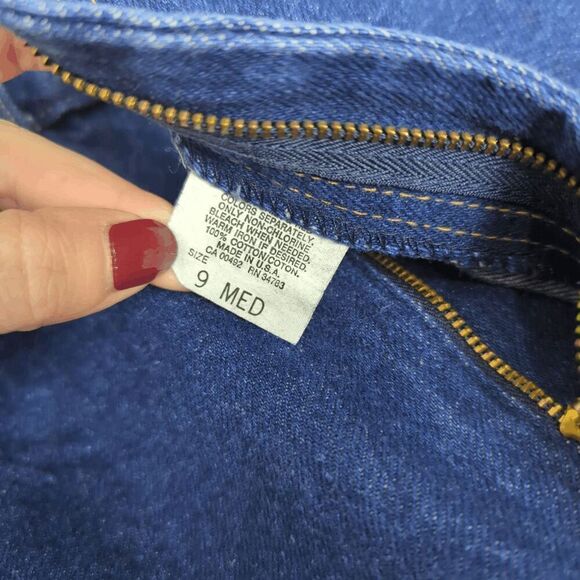 COLORS SEPARATELY.
ONLY NON-CHLORINE
BLEACH WHEN NEEDED.
WARM IRON IF DESIRED.
100% COTTON/COTON.
MADE IN U.S.A.
CA 00492 RN 34783
SIZE
9 MED